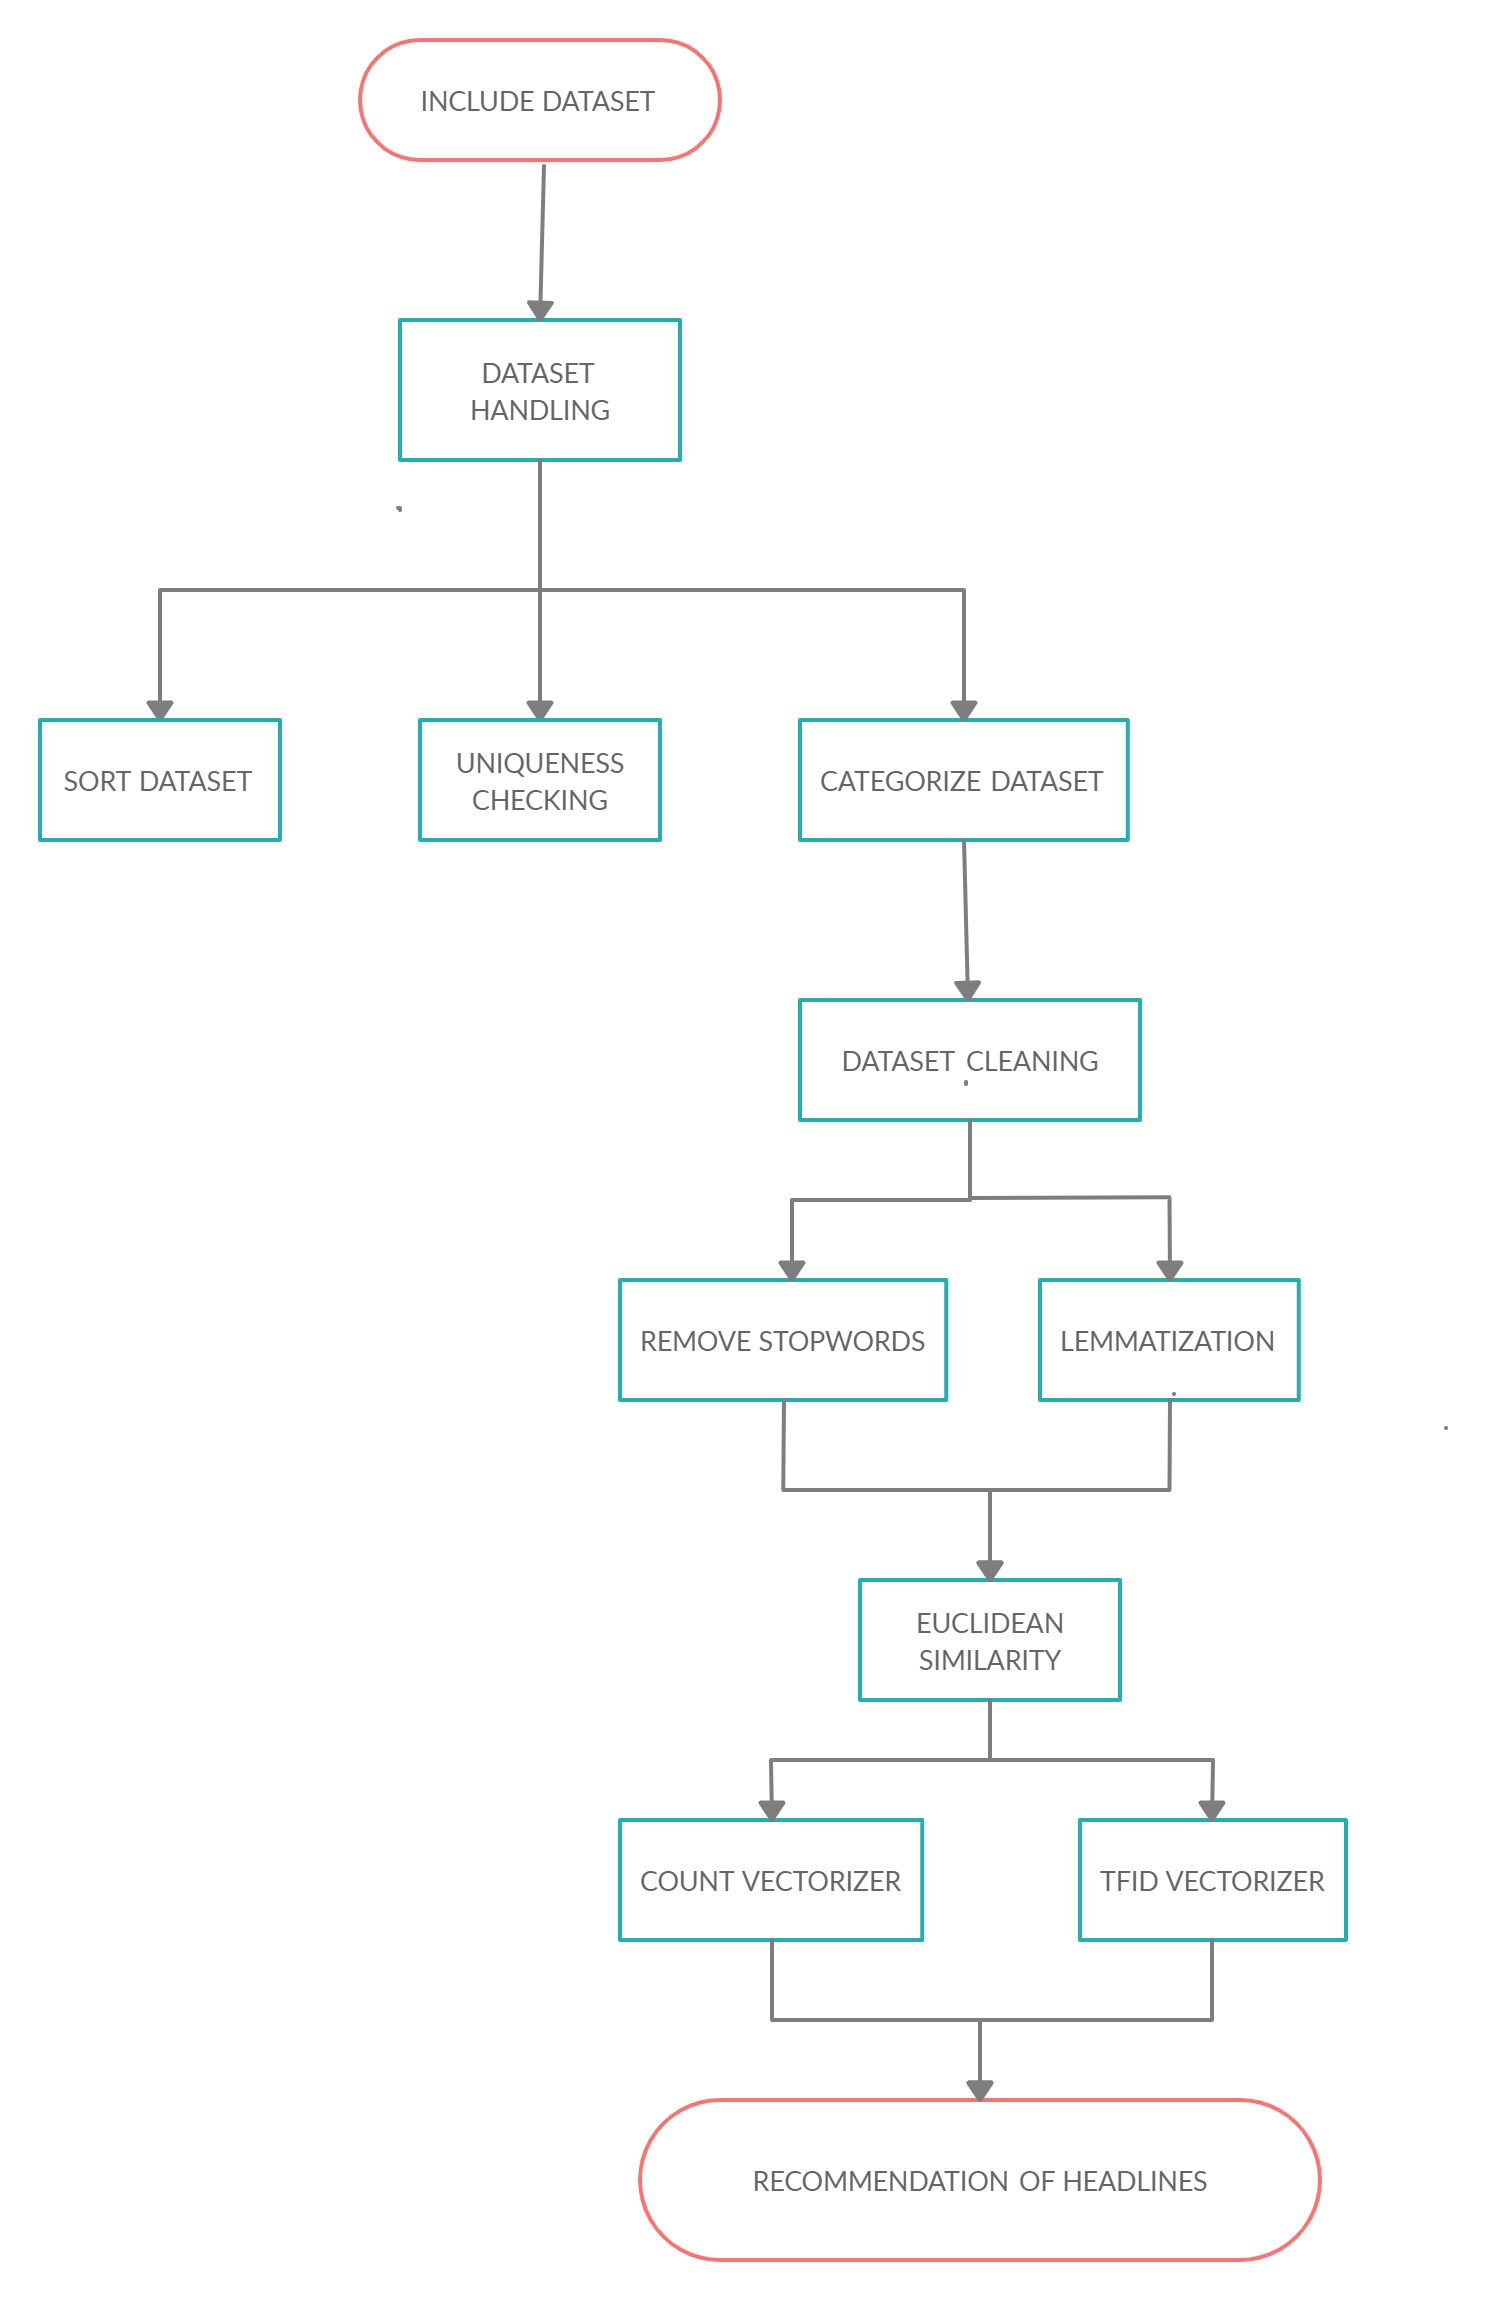 INCLUDE DATASET
DATASET
HANDLING
SORT DATASET
UNIQUENESS
CHECKING
CATEGORIZE DATASET
DATASET CLEANING
REMOVE STOPWORDS
LEMMATIZATION
EUCLIDEAN
SIMILARITY
COUNT VECTORIZER
TFID VECTORIZER
RECOMMENDATION OF HEADLINES